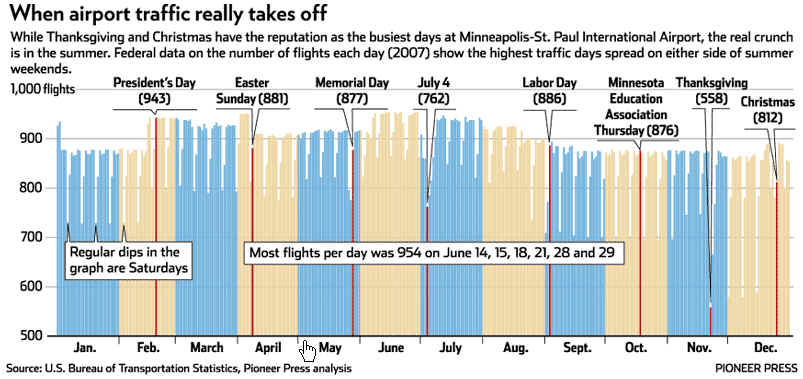 When airport traffic really takes off
While Thanksgiving and Christmas have the reputation as the busiest days at Minneapolis-St. Paul International Airport, the real crunch
is in the summer. Federal data on the number of flights each day (2007) show the highest traffic days spread on either side of summer
weekends.
1,000 flights
President's Day
(943)
Easter
Sunday (881)
Memorial Day
(877)
July 4
(762)
Labor Day
(886)
Minnesota
Education
Association
Thursday (876)
Thanksgiving
(558)
Christmas
(812)
900
800
700
600
500
Regular dips in the
graph are Saturdays
Most flights per day was 954 on June 14, 15, 18, 21, 28 and 29
Jan.
Feb.
March
April
May
June
July
Aug.
Sept.
Oct.
Nov.
Dec.
Source: U.S. Bureau of Transportation Statistics, Pioneer Press analysis
PIONEER PRESS